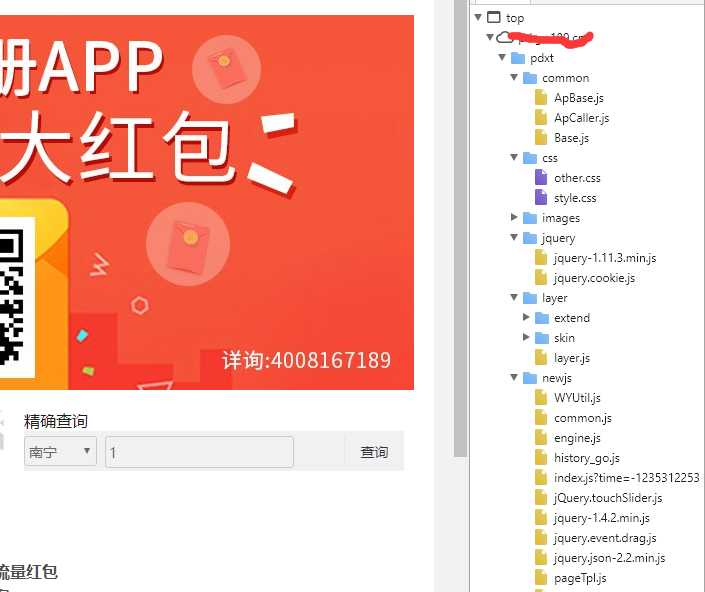 册APP
大红包
详询:4008167189
精确查询
南宁
1
查询
流量红包
top
pdxt
common
ApBase.js
ApCaller.js
Base.js
css
other.css
style.css
images
jquery
jquery-1.11.3.min.js
jquery.cookie.js
layer
extend
skin
layer.js
newjs
WYUtil.js
common.js
engine.js
history_go.js
index.js?time=-1235312253
jQuery.touchSlider.js
jquery-1.4.2.min.js
jquery.event.drag.js
jquery.json-2.2.min.js
pageTpl.js